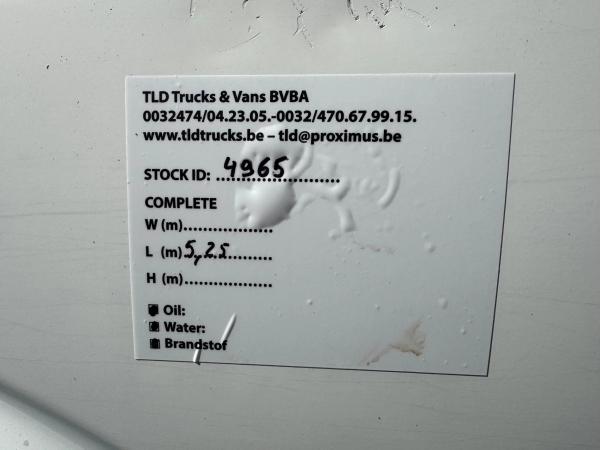 TLD Trucks & Vans BVBA
0032474/04.23.05.-0032/470.67.99.15.
www.tldtrucks.be – tld@proximus.be
STOCK ID: ..4965..............
COMPLETE
W (m)...................
L (m) 5,25..........
H (m)...................
Oil:
Water:
Brandstof